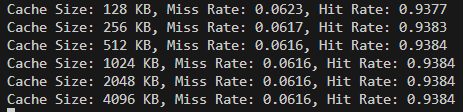 Cache Size: 128 KB, Miss Rate: 0.0623, Hit Rate: 0.9377
Cache Size: 256 KB, Miss Rate: 0.0617, Hit Rate: 0.9383
Cache Size: 512 KB, Miss Rate: 0.0616, Hit Rate: 0.9384
Cache Size: 1024 KB, Miss Rate: 0.0616, Hit Rate: 0.9384
Cache Size: 2048 KB, Miss Rate: 0.0616, Hit Rate: 0.9384
Cache Size: 4096 KB, Miss Rate: 0.0616, Hit Rate: 0.9384